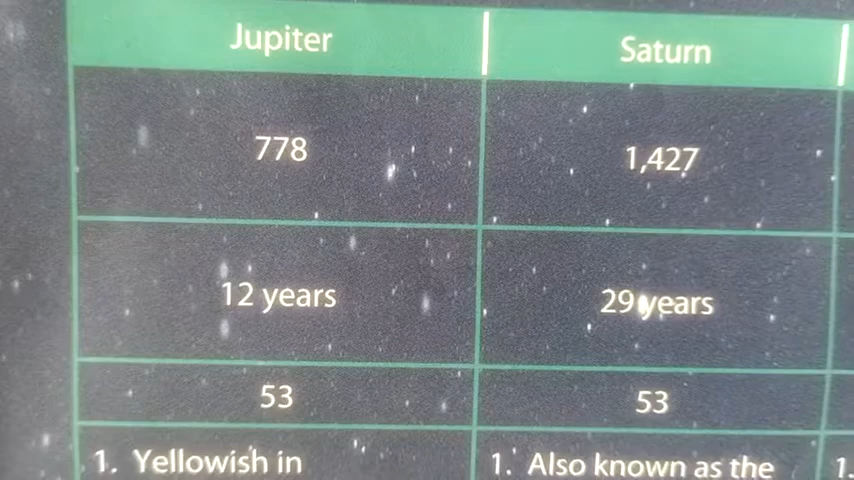 Jupiter
Saturn
778
1,427
12 years
29 years
53
53
1. Yellowish in
1. Also known as the
1.